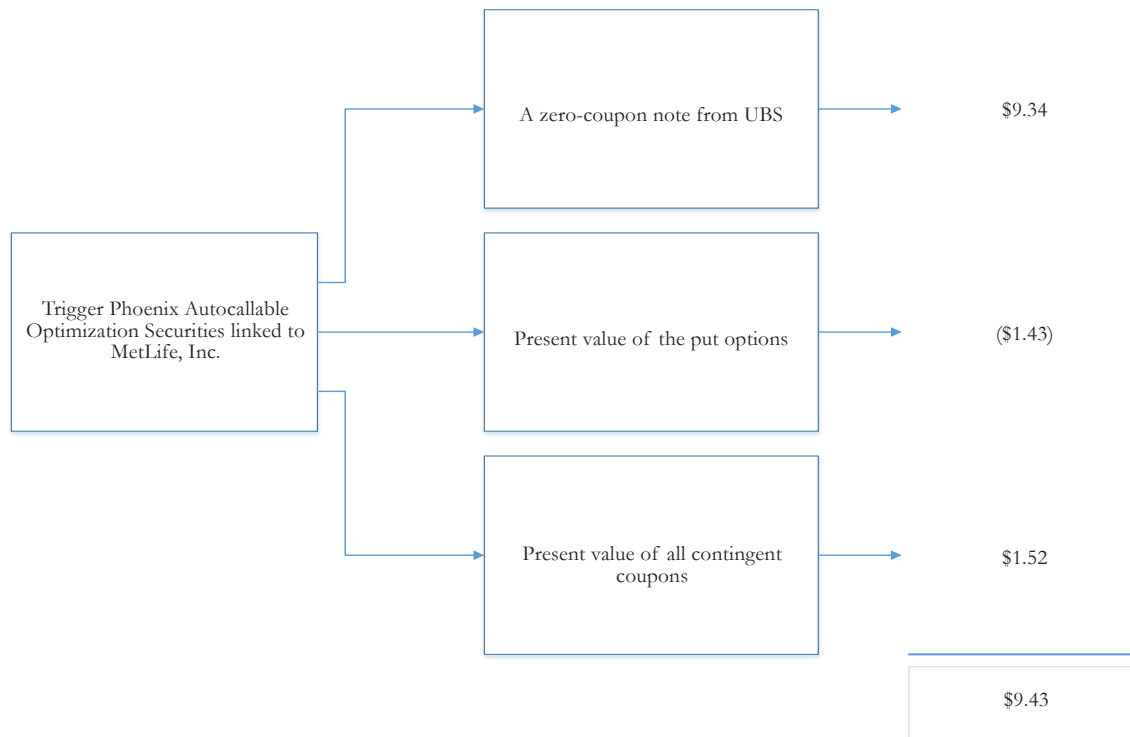 A zero-coupon note from UBS
$9.34
Trigger Phoenix Autocallable
Optimization Securities linked to
MetLife, Inc.
Present value of the put options
($1.43)
Present value of all contingent
coupons
$1.52
$9.43